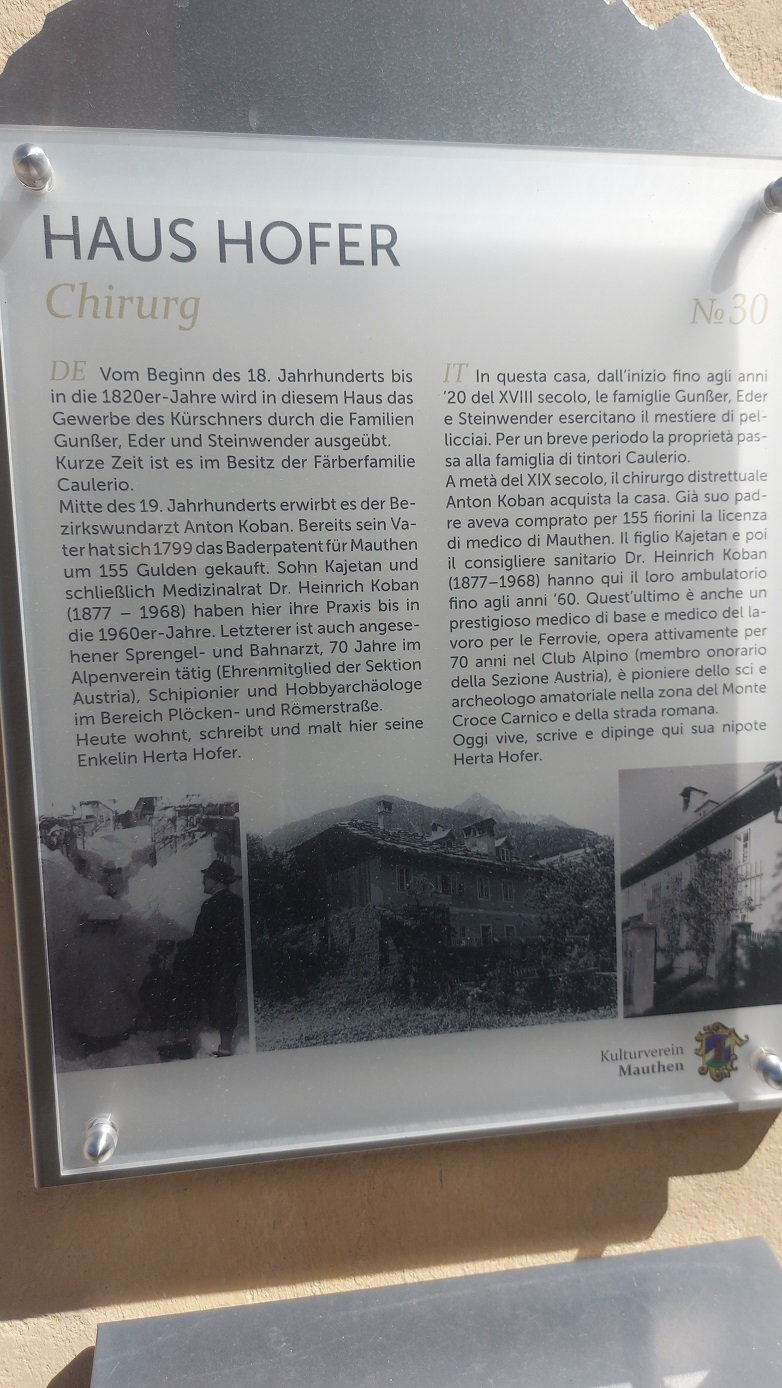 HAUS HOFER
Chirurg
№ 30
DE Vom Beginn des 18. Jahrhunderts bis
in die 1820er-Jahre wird in diesem Haus das
Gewerbe des Kürschners durch die Familien
Gunßer, Eder und Steinwender ausgeübt.
Kurze Zeit ist es im Besitz der Färberfamilie
Caulerio.
Mitte des 19. Jahrhunderts erwirbt es der Be-
zirkswundarzt Anton Koban. Bereits sein Va-
ter hat sich 1799 das Baderpatent für Mauthen
um 155 Gulden gekauft. Sohn Kajetan und
schließlich Medizinalrat Dr. Heinrich Koban
(1877 – 1968) haben hier ihre Praxis bis in
die 1960er-Jahre. Letzterer ist auch angese-
hener Sprengel- und Bahnarzt, 70 Jahre im
Alpenverein tätig (Ehrenmitglied der Sektion
Austria), Schipionier und Hobbyarchäologe
im Bereich Plöcken- und Römerstraße.
Heute wohnt, schreibt und malt hier seine
Enkelin Herta Hofer.
IT In questa casa, dall'inizio fino agli anni
'20 del XVIII secolo, le famiglie Gunßer, Eder
e Steinwender esercitano il mestiere di pel-
licciai. Per un breve periodo la proprietà pas-
sa alla famiglia di tintori Caulerio.
A metà del XIX secolo, il chirurgo distrettuale
Anton Koban acquista la casa. Già suo pad-
re aveva comprato per 155 fiorini la licenza
di medico di Mauthen. Il figlio Kajetan e poi
il consigliere sanitario Dr. Heinrich Koban
(1877–1968) hanno qui il loro ambulatorio
fino agli anni '60. Quest'ultimo è anche un
prestigioso medico di base e medico del la-
voro per le Ferrovie, opera attivamente per
70 anni nel Club Alpino (membro onorario
della Sezione Austria), è pioniere dello sci e
archeologo amatoriale nella zona del Monte
Croce Carnico e della strada romana.
Oggi vive, scrive e dipinge qui sua nipote
Herta Hofer.
Kulturverein
Mauthen